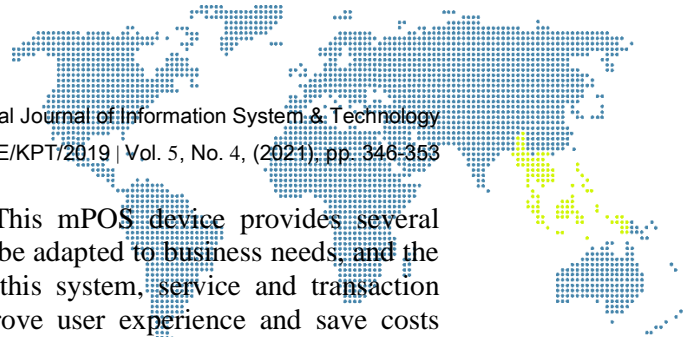 al Journal of Information System & Technology
E/KPT/2019 | Vol. 5, No. 4, (2021), pp. 346-353
This mPOS device provides several
be adapted to business needs, and the
this system, service and transaction
rove user experience and save costs